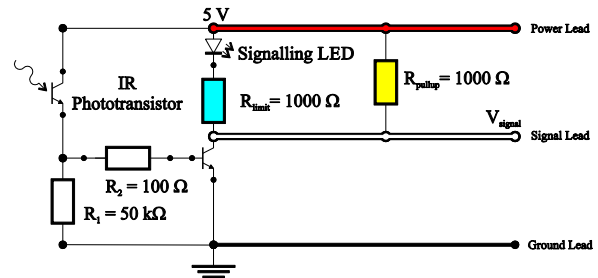 5 V
Power Lead
Signalling LED
IR
Phototransistor
R_limit = 1000 Ω
R_pullup = 1000 Ω
V_signal
Signal Lead
R_2 = 100 Ω
R_1 = 50 kΩ
Ground Lead